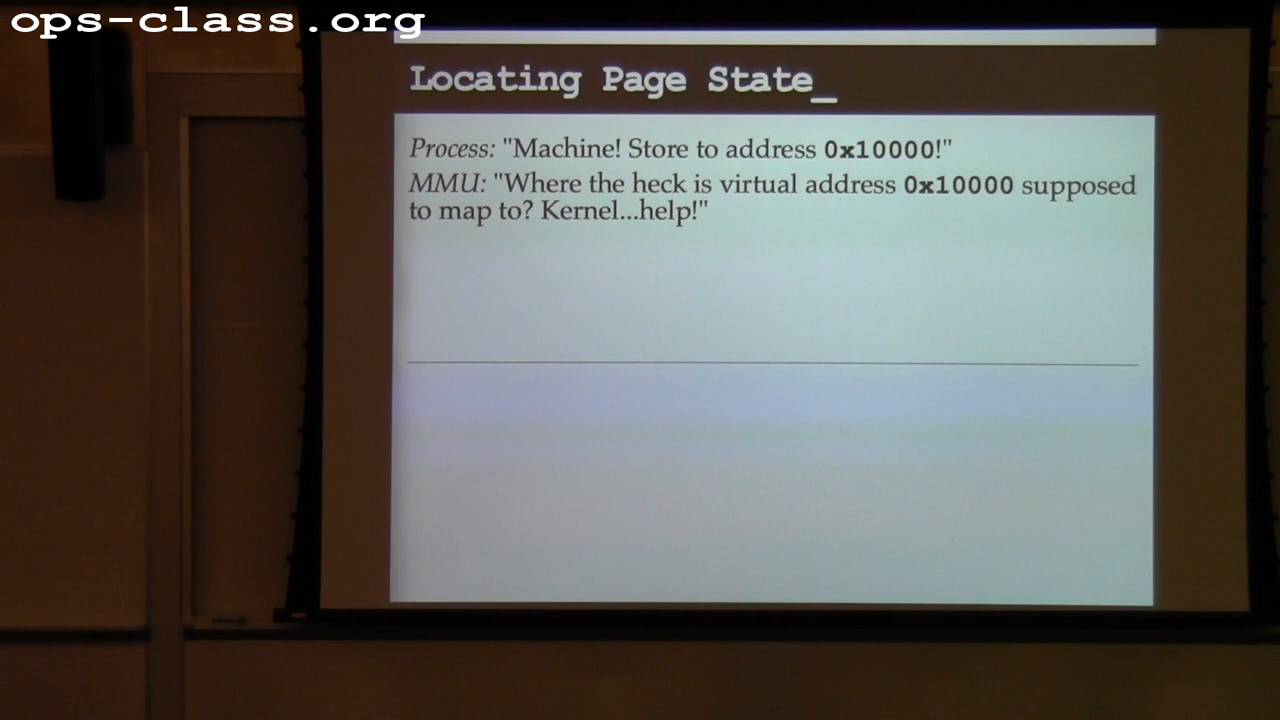 ops-class.org
Locating Page State_
Process: "Machine! Store to address 0x10000!"
MMU: "Where the heck is virtual address 0x10000 supposed
to map to? Kernel...help!"